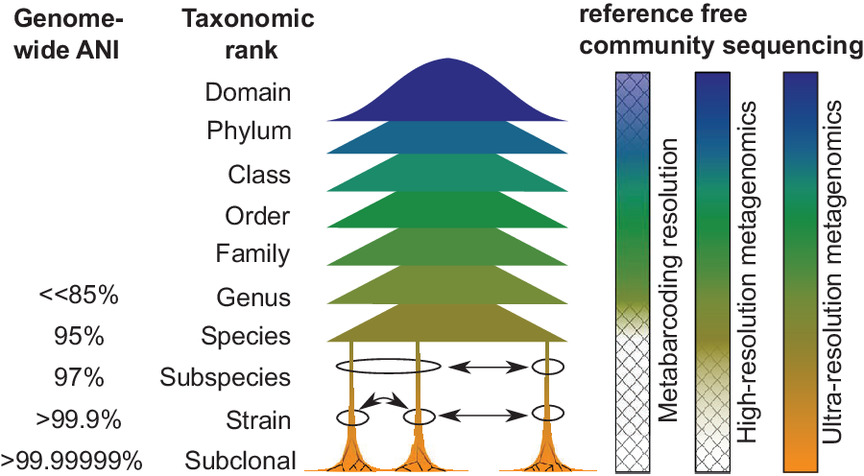 Genome-
wide ANI
Taxonomic
rank
reference free
community sequencing
Domain
Phylum
Class
Order
Family
<<85% Genus
95% Species
97% Subspecies
>99.9% Strain
>99.99999% Subclonal
Metabarcoding resolution
High-resolution metagenomics
Ultra-resolution metagenomics